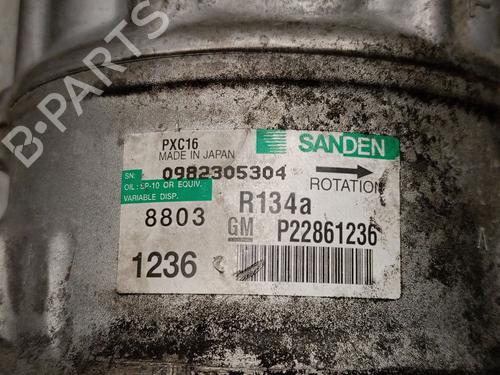 B-PARTS
PXC16
MADE IN JAPAN
SANDEN
SN:
0982305304
ROTATION
OIL : SP-10 OR EQUIV.
VARIABLE DISP.
8803
R134a
GM P22861236
1236
A